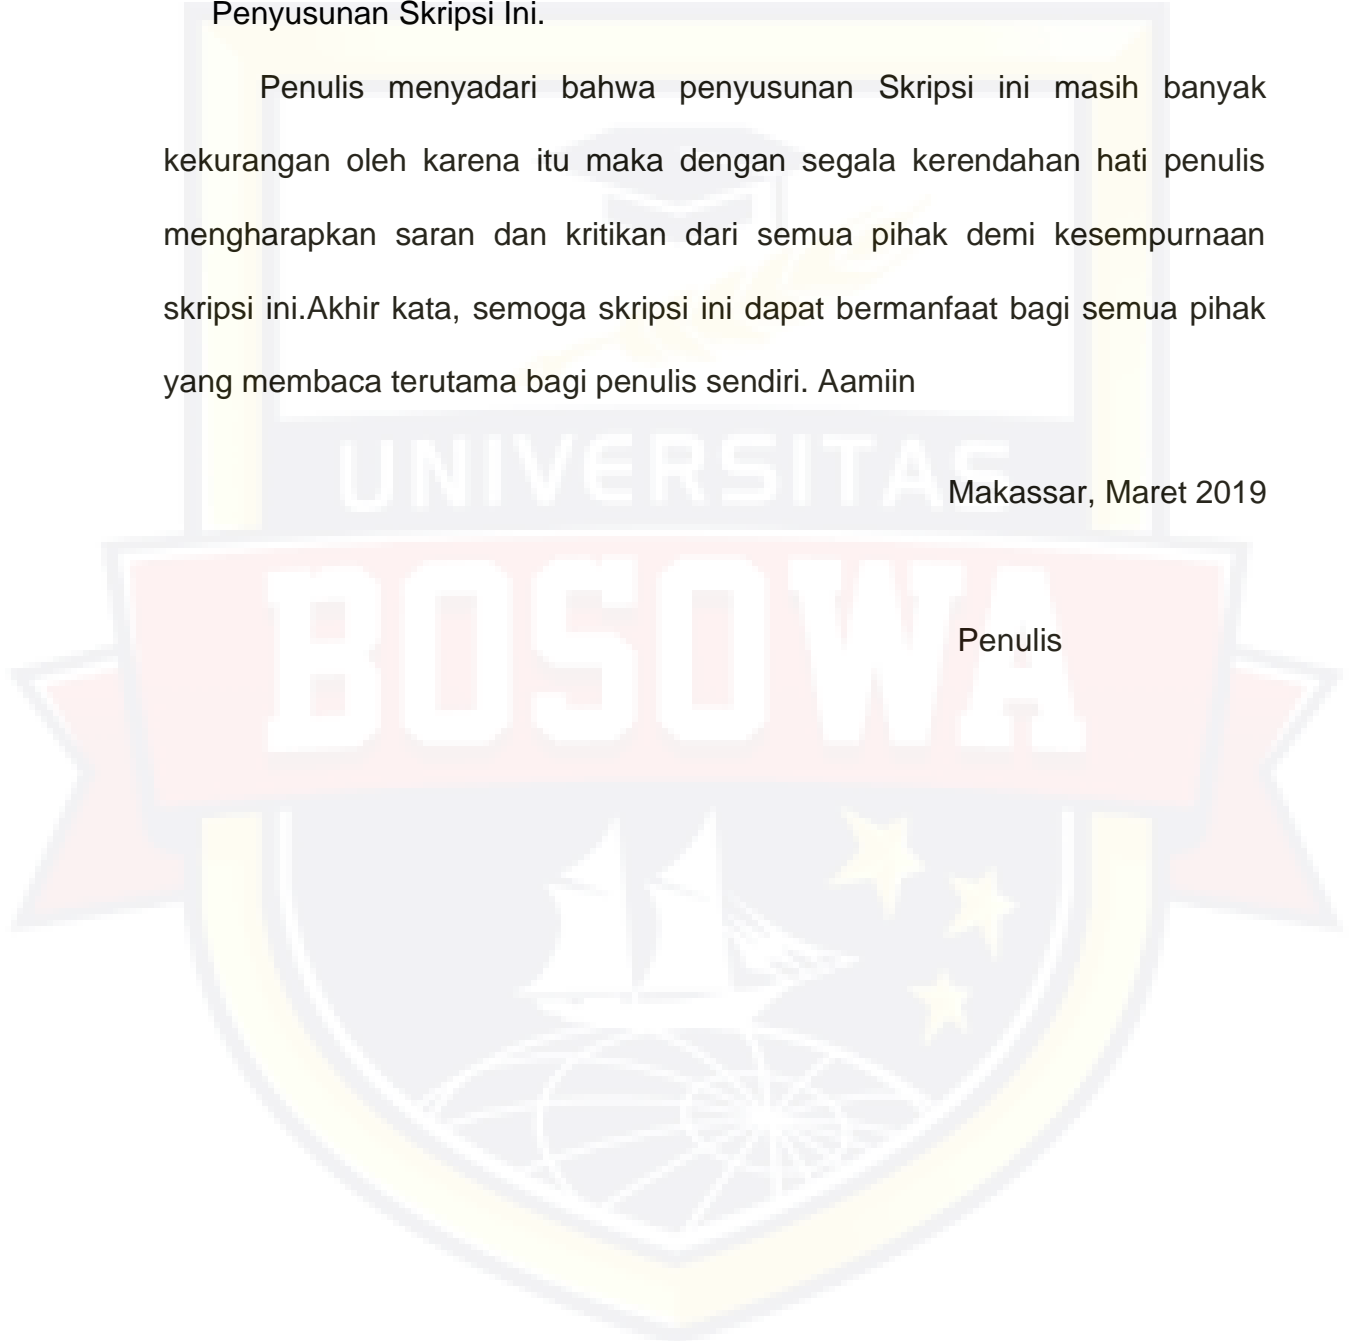 Penyusunan Skripsi Ini.
Penulis menyadari bahwa penyusunan Skripsi ini masih banyak
kekurangan oleh karena itu maka dengan segala kerendahan hati penulis
mengharapkan saran dan kritikan dari semua pihak demi kesempurnaan
skripsi ini.Akhir kata, semoga skripsi ini dapat bermanfaat bagi semua pihak
yang membaca terutama bagi penulis sendiri. Aamiin
UNIVERSITAS
Makassar, Maret 2019
BOSOWA
Penulis